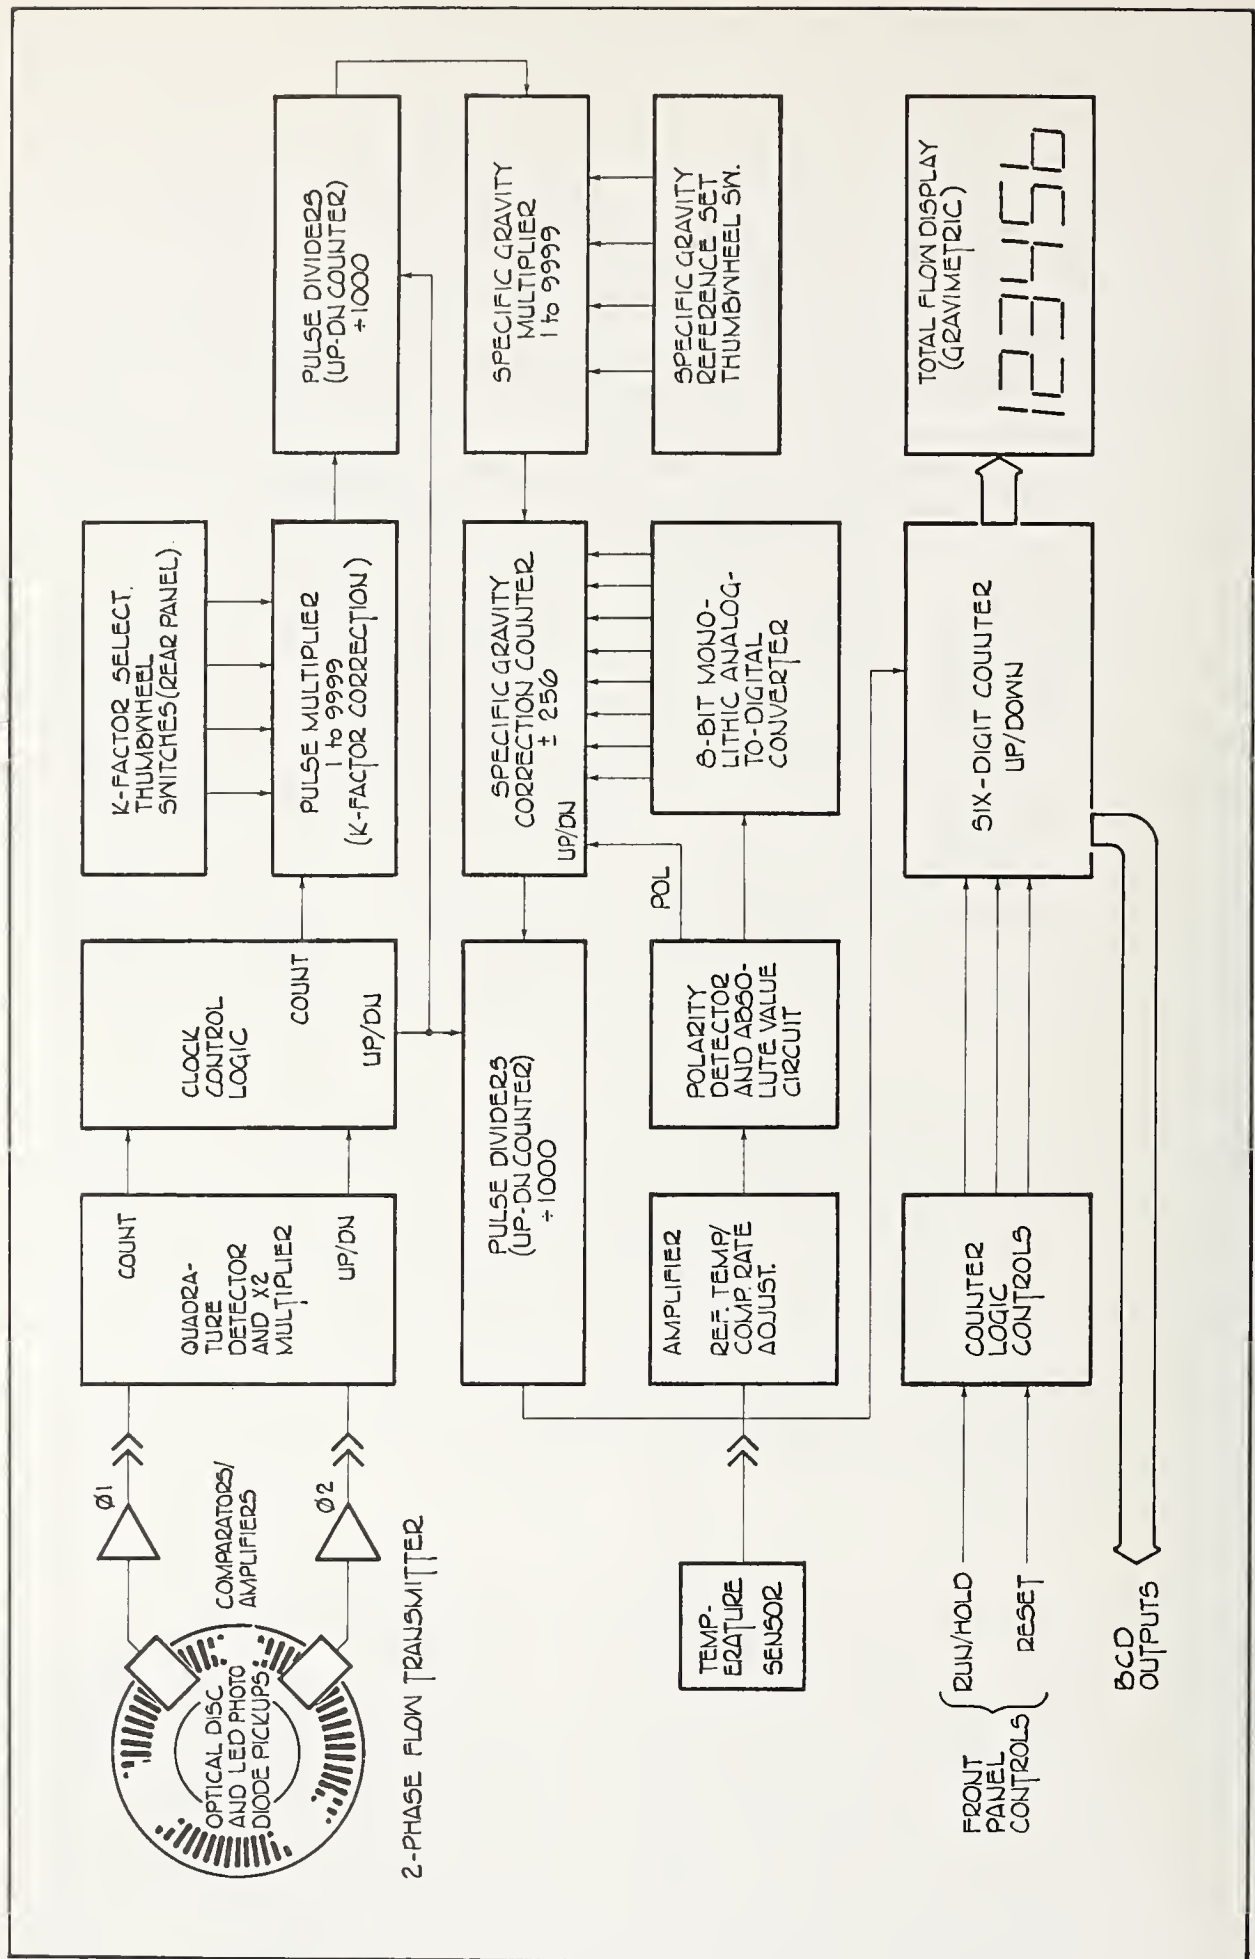 OPTICAL DISC
AND LED PHOTO
DIODE PICKUPS
Ø1
COMPARATORS/
AMPLIFIERS
Ø2
2-PHASE FLOW TRANSMITTER
COUNT
QUADRA-
TURE
DETECTOR
AND X2
MULTIPLIER
UP/DN
CLOCK
CONTROL
LOGIC
COUNT
UP/DN
K-FACTOR SELECT.
THUMBWHEEL
SWITCHES (REAR PANEL).
PULSE MULTIPLIER
1 to 9999
(K-FACTOR CORRECTION)
PULSE DIVIDERS
(UP-DN COUNTER)
÷1000
PULSE DIVIDERS
(UP-DN COUNTER)
÷1000
SPECIFIC GRAVITY
CORRECTION COUNTER
± 256
UP/DN
SPECIFIC GRAVITY
MULTIPLIER
1 to 9999
POL
TEMP-
ERATURE
SENSOR
AMPLIFIER
REF. TEMP/
COMP. RATE
ADJUST.
POLARITY
DETECTOR
AND ABSO-
LUTE VALUE
CIRCUIT
8-BIT MONO-
LITHIC ANALOG-
TO-DIGITAL
CONVERTER
SPECIFIC GRAVITY
REFERENCE SET
THUMBWHEEL SW.
FRONT
PANEL
CONTROLS
RUN/HOLD
RESET
COUNTER
LOGIC
CONTROLS
SIX-DIGIT COUNTER
UP/DOWN
TOTAL FLOW DISPLAY
(GRAVIMETRIC)
123456
BCD
OUTPUTS